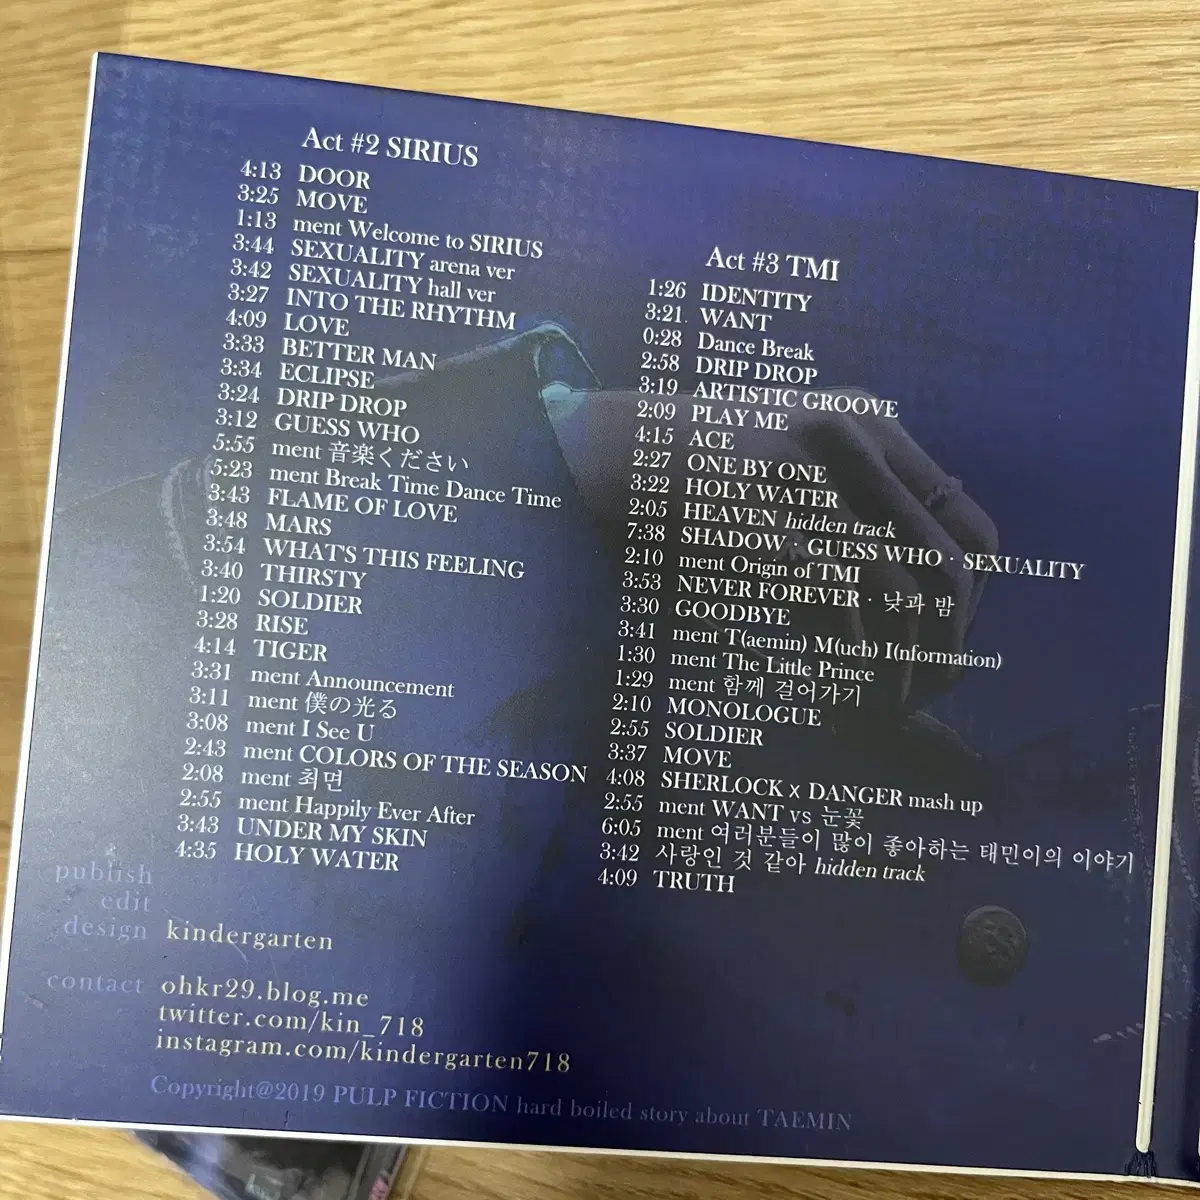 Act #2 SIRIUS
4:13 DOOR
3:25 MOVE
1:13 ment Welcome to SIRIUS
3:44 SEXUALITY arena ver
3:42 SEXUALITY hall ver
3:27 INTO THE RHYTHM
4:09 LOVE
3:33 BETTER MAN
3:34 ECLIPSE
3:24 DRIP DROP
3:12 GUESS WHO
5:55 ment 音楽ください
5:23 ment Break Time Dance Time
3:43 FLAME OF LOVE
3:48 MARS
3:54 WHAT'S THIS FEELING
3:40 THIRSTY
1:20 SOLDIER
3:28 RISE
4:14 TIGER
3:31 ment Announcement
3:11 ment 僕の光る
3:08 ment I See U
2:43 ment COLORS OF THE SEASON
2:08 ment 최면
2:55 ment Happily Ever After
3:43 UNDER MY SKIN
4:35 HOLY WATER
Act #3 TMI
1:26 IDENTITY
3:21 WANT
0:28 Dance Break
2:58 DRIP DROP
3:19 ARTISTIC GROOVE
2:09 PLAY ME
4:15 ACE
2:27 ONE BY ONE
3:22 HOLY WATER
2:05 HEAVEN hidden track
7:38 SHADOW · GUESS WHO · SEXUALITY
2:10 ment Origin of TMI
3:53 NEVER FOREVER · 낮과 밤
3:30 GOODBYE
3:41 ment T(aemin) M(uch) I(nformation)
1:30 ment The Little Prince
1:29 ment 함께 걸어가기
2:10 MONOLOGUE
2:55 SOLDIER
3:37 MOVE
4:08 SHERLOCK x DANGER mash up
2:55 ment WANT vs 눈꽃
6:05 ment 여러분들이 많이 좋아하는 태민이의 이야기
3:42 사랑인 것 같아 hidden track
4:09 TRUTH
publish
edit
design kindergarten
contact ohkr29.blog.me
twitter.com/kin_718
instagram.com/kindergarten718
Copyright@2019 PULP FICTION hard boiled story about TAEMIN